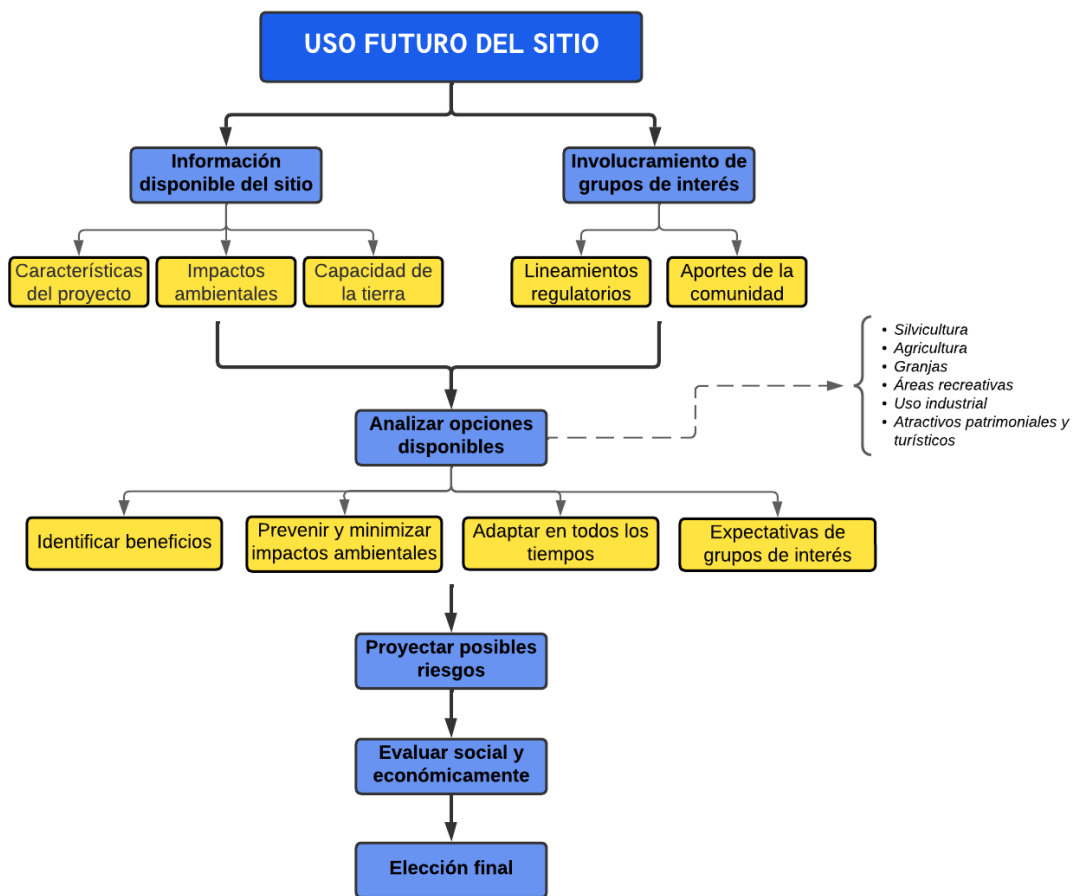 USO FUTURO DEL SITIO
Información
disponible del sitio
Involucramiento de
grupos de interés
Características
del proyecto
Impactos
ambientales
Capacidad de
la tierra
Lineamientos
regulatorios
Aportes de la
comunidad
• Silvicultura
• Agricultura
• Granjas
• Áreas recreativas
• Uso industrial
• Atractivos patrimoniales y
turísticos
Analizar opciones
disponibles
Identificar beneficios
Prevenir y minimizar
impactos ambientales
Adaptar en todos los
tiempos
Expectativas de
grupos de interés
Proyectar posibles
riesgos
Evaluar social y
económicamente
Elección final